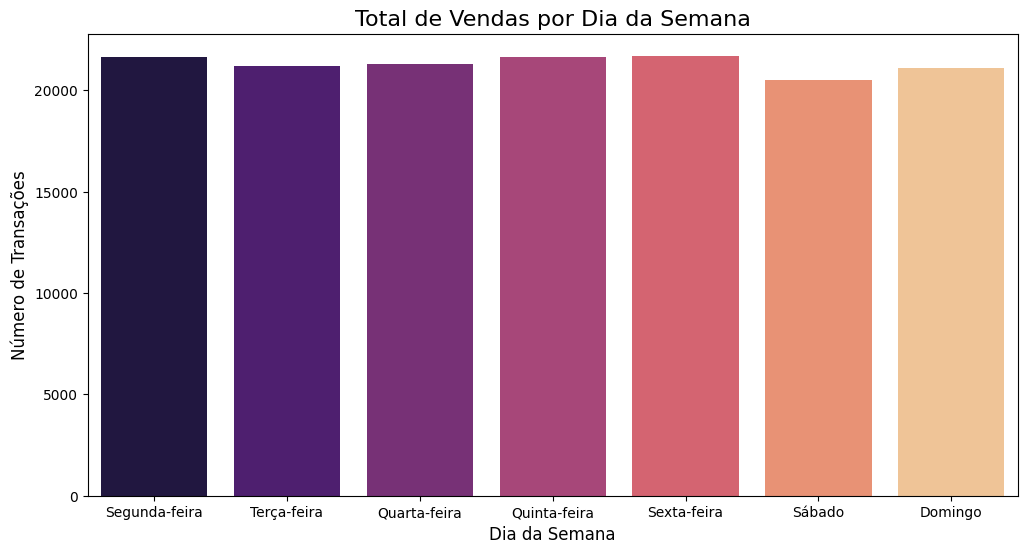 Total de Vendas por Dia da Semana
Número de Transações
20000
15000
10000
5000
0
Segunda-feira Terça-feira Quarta-feira Quinta-feira Sexta-feira Sábado Domingo
Dia da Semana